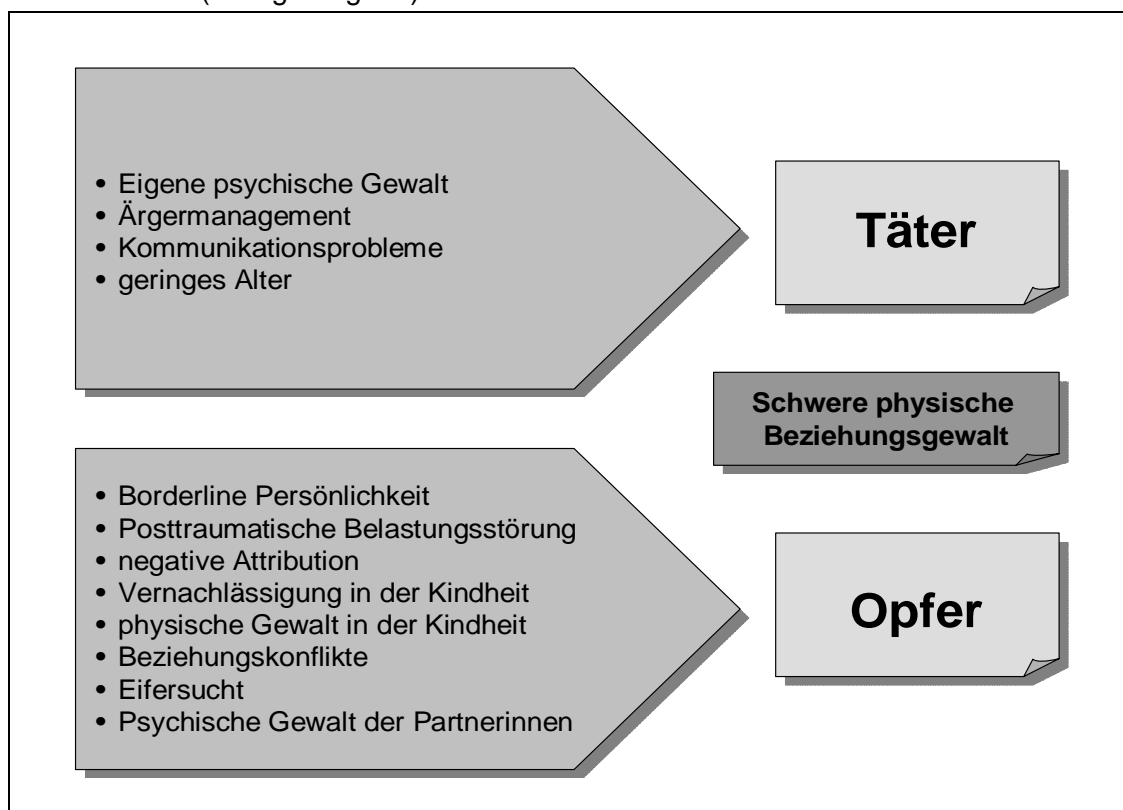 • Eigene psychische Gewalt
• Ärgermanagement
• Kommunikationsprobleme
• geringes Alter
Täter
Schwere physische
Beziehungsgewalt
• Borderline Persönlichkeit
• Posttraumatische Belastungsstörung
• negative Attribution
• Vernachlässigung in der Kindheit
• physische Gewalt in der Kindheit
• Beziehungskonflikte
• Eifersucht
• Psychische Gewalt der Partnerinnen
Opfer